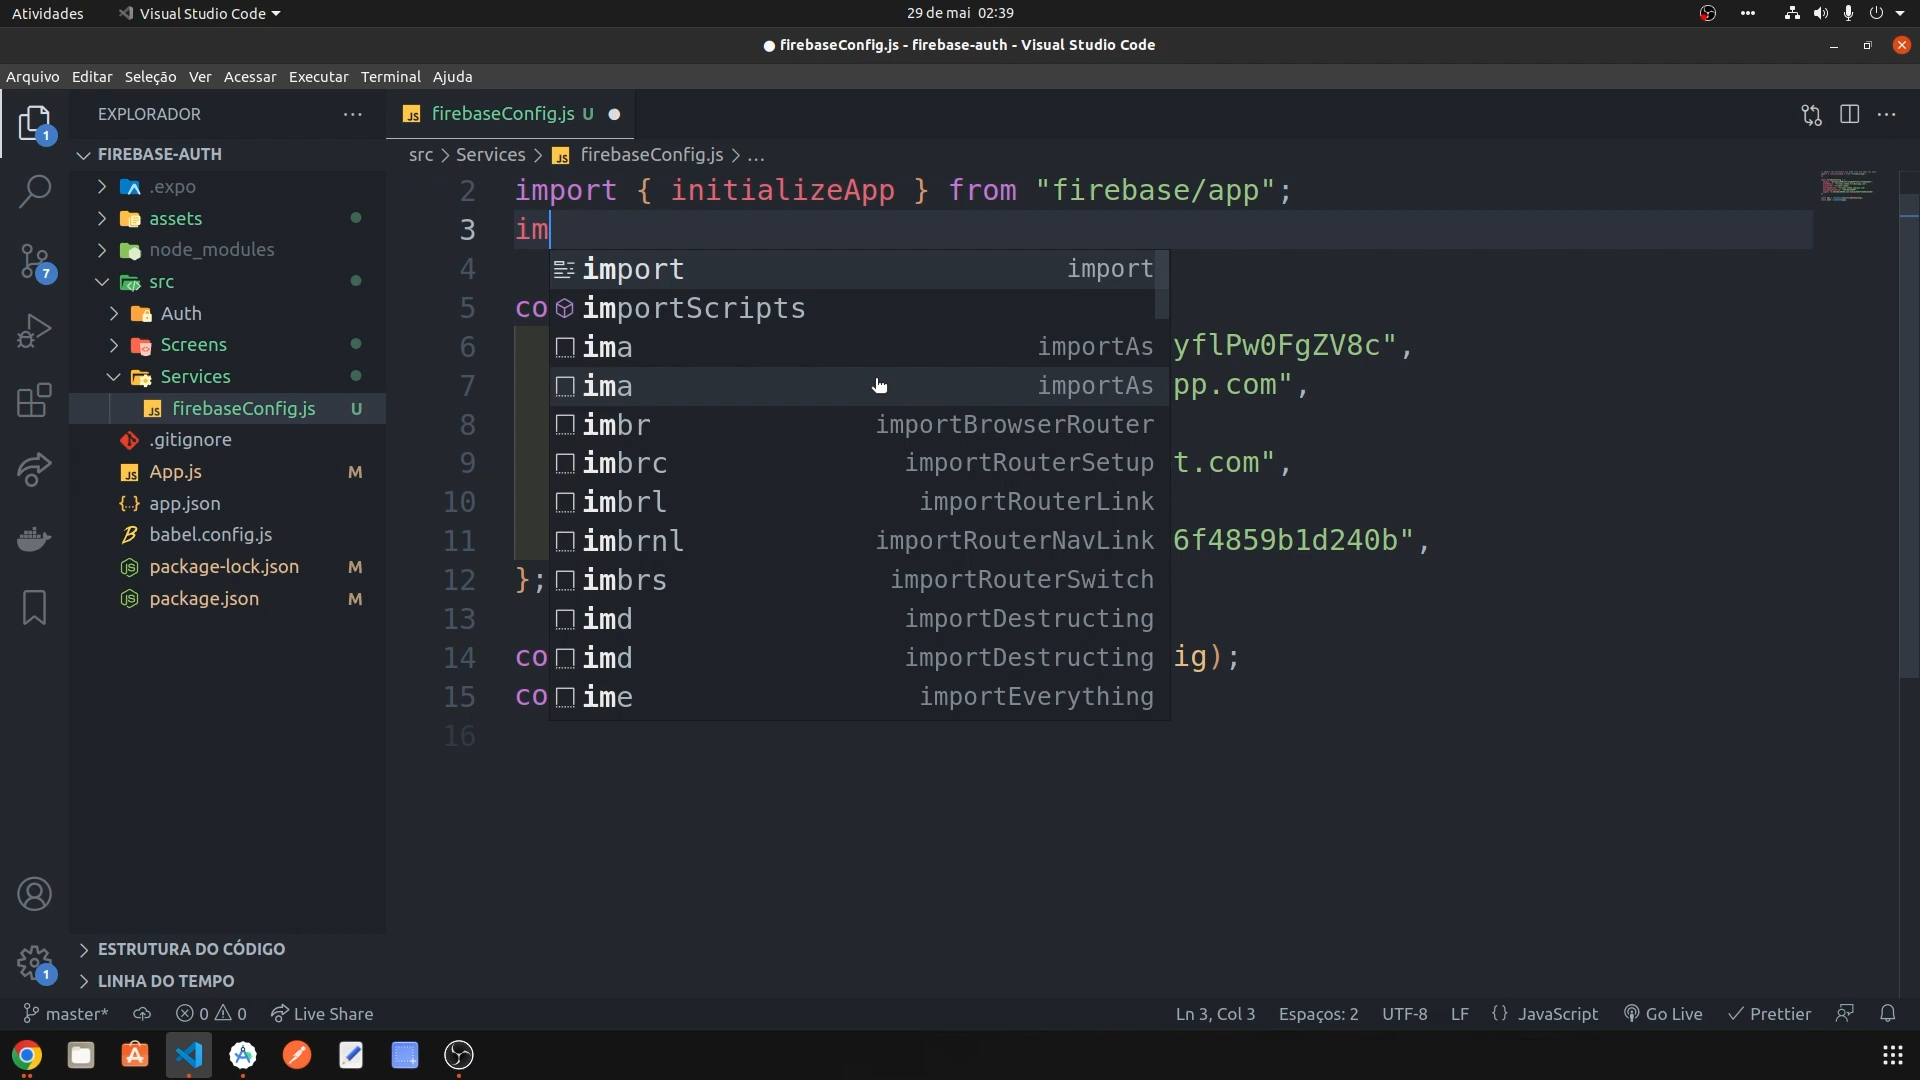 Atividades
Visual Studio Code
29 de mai 02:39
firebaseConfig.js - firebase-auth - Visual Studio Code
Arquivo Editar Seleção Ver Acessar Executar Terminal Ajuda
EXPLORADOR
FIREBASE-AUTH
.expo
assets
node_modules
src
Auth
Screens
Services
firebaseConfig.js U
.gitignore
App.js M
app.json
babel.config.js
package-lock.json M
package.json M
ESTRUTURA DO CÓDIGO
LINHA DO TEMPO
1
7
1
firebaseConfig.js U
src > Services > firebaseConfig.js > ...
2 import { initializeApp } from "firebase/app";
3 im
4 import import
5 co importScripts
6 ima importAs yflPw0FgZV8c",
7 ima importAs pp.com",
8 imbr importBrowserRouter
9 imbrc importRouterSetup t.com",
10 imbrl importRouterLink
11 imbrnl importRouterNavLink 6f4859b1d240b",
12 }; imbrs importRouterSwitch
13 imd importDestructing
14 co imd importDestructing ig);
15 co ime importEverything
16
master* 0 0 Live Share
Ln 3, Col 3 Espaços: 2 UTF-8 LF {} JavaScript Go Live Prettier